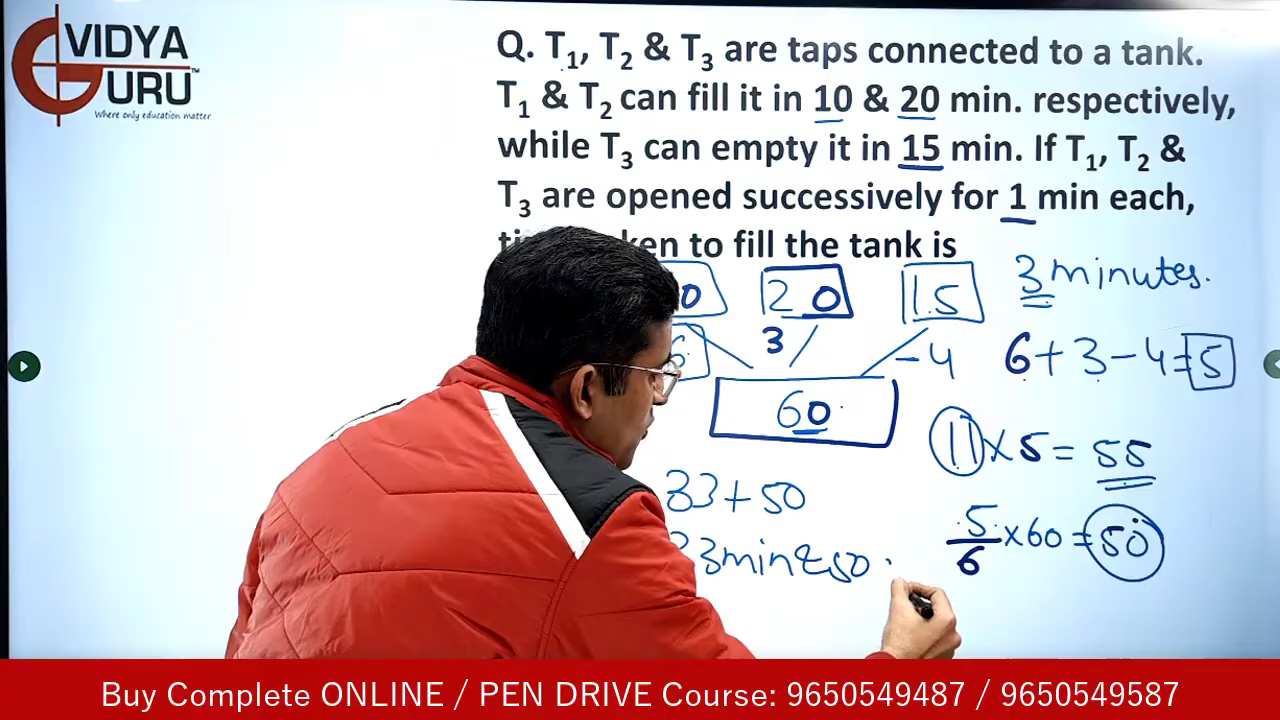 VIDYA
GURU™
Where only education matter
Q. T1, T2 & T3 are taps connected to a tank.
T1 & T2 can fill it in 10 & 20 min. respectively,
while T3 can empty it in 15 min. If T1, T2 &
T3 are opened successively for 1 min each,
to fill the tank is
0 20 15 3 minutes.
6 3 -4 6+3-4=5
60
11×5=55
33+50
5/6×60=50
3min&50
Buy Complete ONLINE / PEN DRIVE Course: 9650549487 / 9650549587